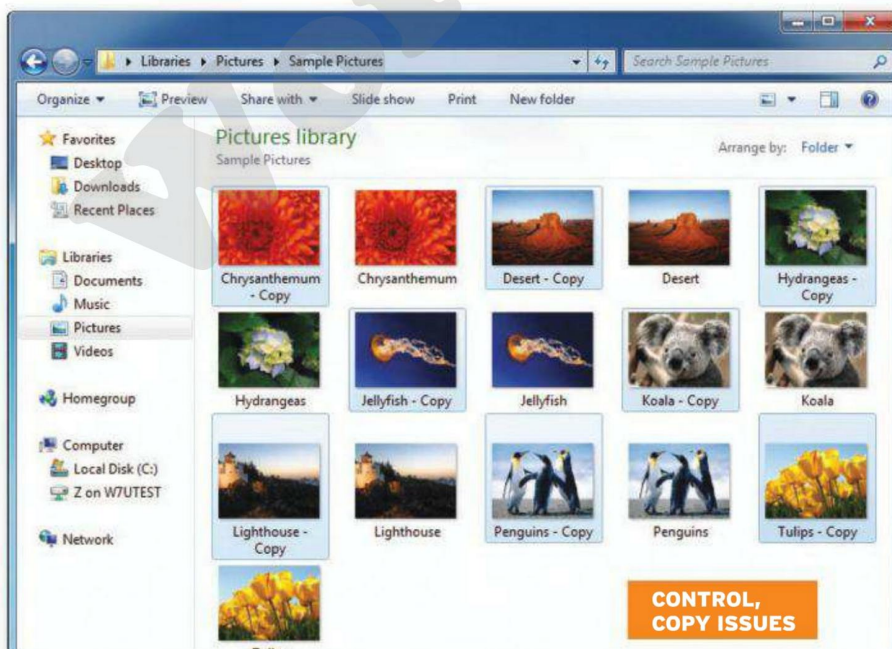 Libraries ▸ Pictures ▸ Sample Pictures
Search Sample Pictures
Organize
Preview
Share with
Slide show
Print
New folder
Favorites
Desktop
Downloads
Recent Places
Libraries
Documents
Music
Pictures
Videos
Homegroup
Computer
Local Disk (C:)
Z on W7UTEST
Network
Pictures library
Sample Pictures
Arrange by: Folder
Chrysanthemum
- Copy
Chrysanthemum
Desert - Copy
Desert
Hydrangeas -
Copy
Hydrangeas
Jellyfish - Copy
Jellyfish
Koala - Copy
Koala
Lighthouse -
Copy
Lighthouse
Penguins - Copy
Penguins
Tulips - Copy
CONTROL,
COPY ISSUES